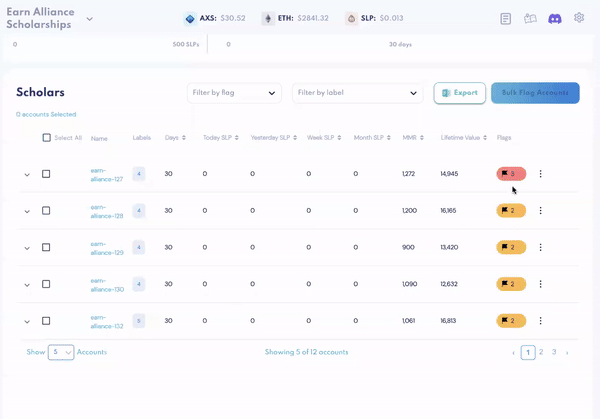 Earn Alliance
Scholarships
AXS: $30.52 ETH: $2841.32 SLP: $0.013
0 500 SLPs 0 30 days
Scholars
Filter by flag Filter by label Export Bulk Flag Accounts
0 accounts Selected
Select All Name Labels Days Today SLP Yesterday SLP Week SLP Month SLP MMR Lifetime Value Flags
earn-
alliance-127
4 30 0 0 0 0 1,272 14,945 3
earn-
alliance-128
4 30 0 0 0 0 1,200 16,165 2
earn-
alliance-129
4 30 0 0 0 0 900 13,420 2
earn-
alliance-130
4 30 0 0 0 0 1,090 12,632 2
earn-
alliance-132
30 0 0 0 0 1,061 16,813 2
Show 5 Accounts Showing 5 of 12 accounts ‹ 1 2 3 ›